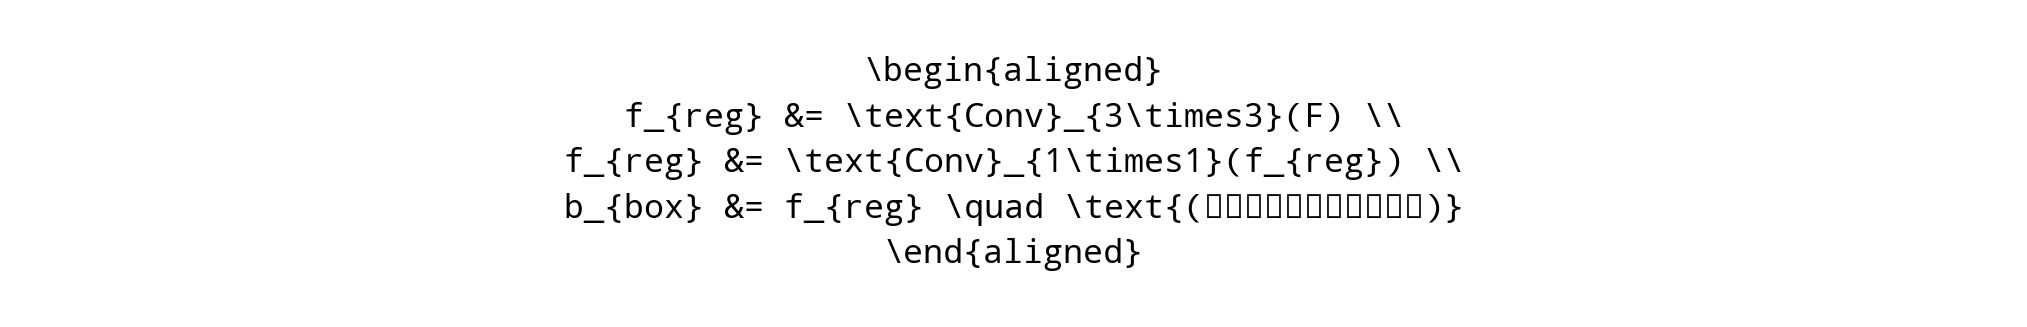 \begin{aligned}
f_{reg} &= \text{Conv}_{3\times3}(F) \\
f_{reg} &= \text{Conv}_{1\times1}(f_{reg}) \\
b_{box} &= f_{reg} \quad \text{()}
\end{aligned}